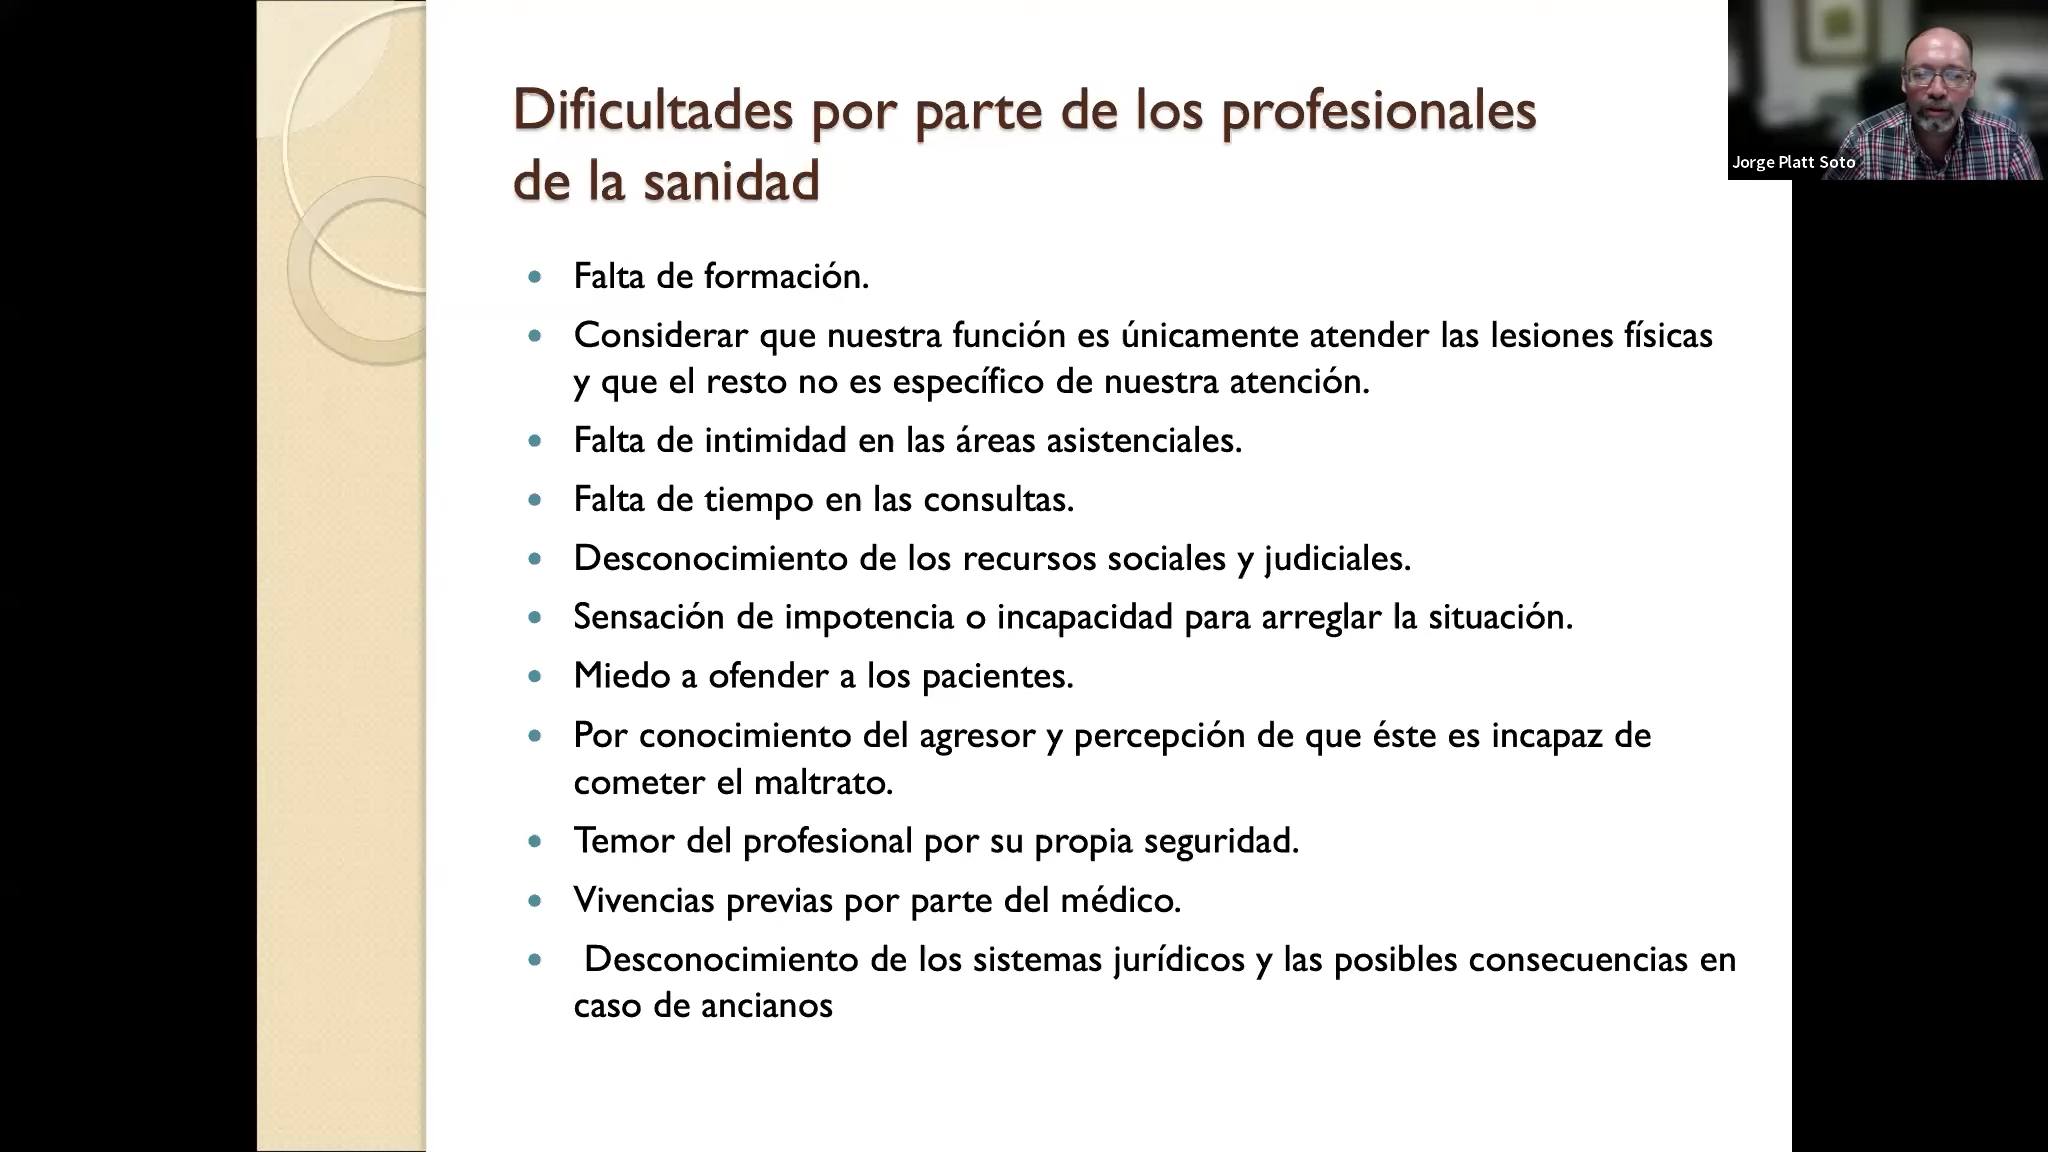 Dificultades por parte de los profesionales
de la sanidad
Jorge Platt Soto
• Falta de formación.
• Considerar que nuestra función es únicamente atender las lesiones físicas
y que el resto no es específico de nuestra atención.
• Falta de intimidad en las áreas asistenciales.
• Falta de tiempo en las consultas.
• Desconocimiento de los recursos sociales y judiciales.
• Sensación de impotencia o incapacidad para arreglar la situación.
• Miedo a ofender a los pacientes.
• Por conocimiento del agresor y percepción de que éste es incapaz de
cometer el maltrato.
• Temor del profesional por su propia seguridad.
• Vivencias previas por parte del médico.
• Desconocimiento de los sistemas jurídicos y las posibles consecuencias en
caso de ancianos